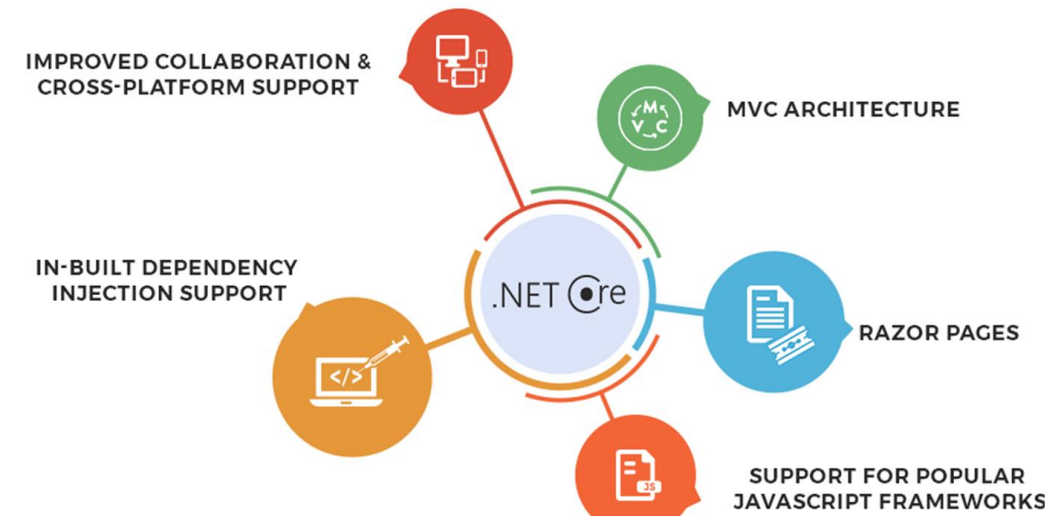 IMPROVED COLLABORATION &
CROSS-PLATFORM SUPPORT
M
V C
MVC ARCHITECTURE
IN-BUILT DEPENDENCY
INJECTION SUPPORT
.NET Core
</>
RAZOR PAGES
JS
SUPPORT FOR POPULAR
JAVASCRIPT FRAMEWORKS